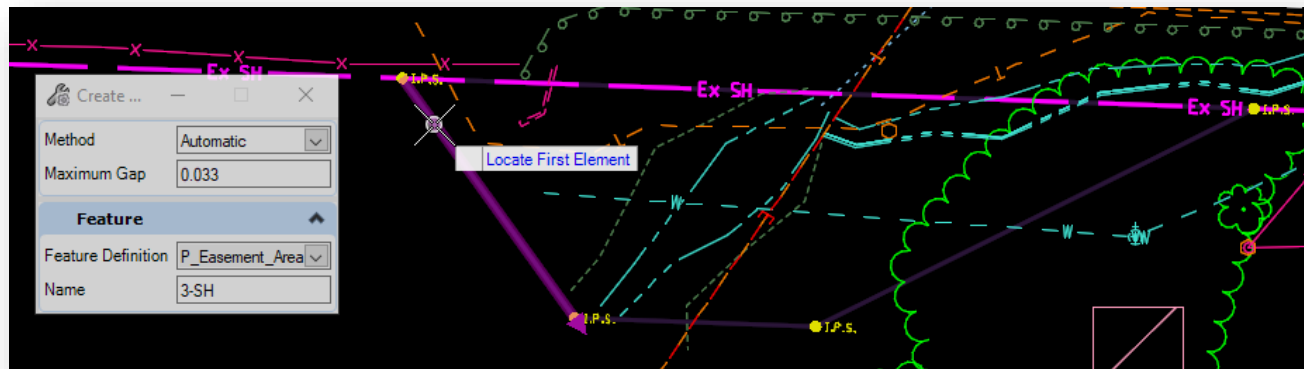 Ex SH
I.P.S.
Ex SH
Ex SH
I.P.S.
Create ...
Method
Automatic
Maximum Gap
0.033
Feature
Feature Definition
P_Easement_Area
Name
3-SH
Locate First Element
W
W
W
I.P.S.
I.P.S.